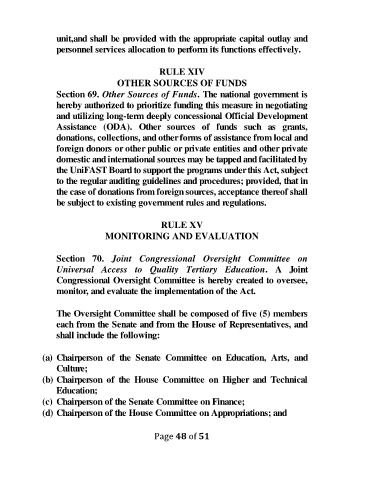 unit,and shall be provided with the appropriate capital outlay and
personnel services allocation to perform its functions effectively.
RULE XIV
OTHER SOURCES OF FUNDS
Section 69. Other Sources of Funds. The national government is
hereby authorized to prioritize funding this measure in negotiating
and utilizing long-term deeply concessional Official Development
Assistance (ODA). Other sources of funds such as grants,
donations, collections, and other forms of assistance from local and
foreign donors or other public or private entities and other private
domestic and international sources may be tapped and facilitated by
the UniFAST Board to support the programs under this Act, subject
to the regular auditing guidelines and procedures; provided, that in
the case of donations from foreign sources, acceptance thereof shall
be subject to existing government rules and regulations.
RULE XV
MONITORING AND EVALUATION
Section 70. Joint Congressional Oversight Committee on
Universal Access to Quality Tertiary Education. A Joint
Congressional Oversight Committee is hereby created to oversee,
monitor, and evaluate the implementation of the Act.
The Oversight Committee shall be composed of five (5) members
each from the Senate and from the House of Representatives, and
shall include the following:
(a) Chairperson of the Senate Committee on Education, Arts, and
Culture;
(b) Chairperson of the House Committee on Higher and Technical
Education;
(c) Chairperson of the Senate Committee on Finance;
(d) Chairperson of the House Committee on Appropriations; and
Page 48 of 51